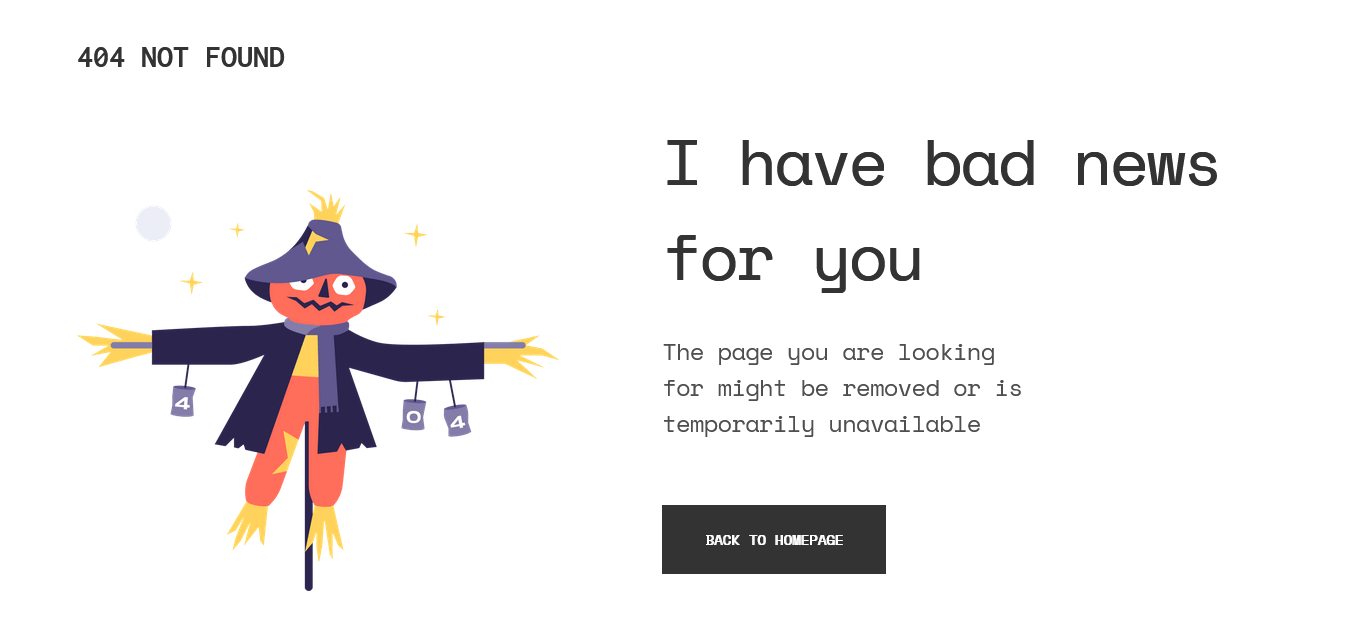 404 NOT FOUND
I have bad news
for you
The page you are looking
for might be removed or is
temporarily unavailable
BACK TO HOMEPAGE
4
0
4